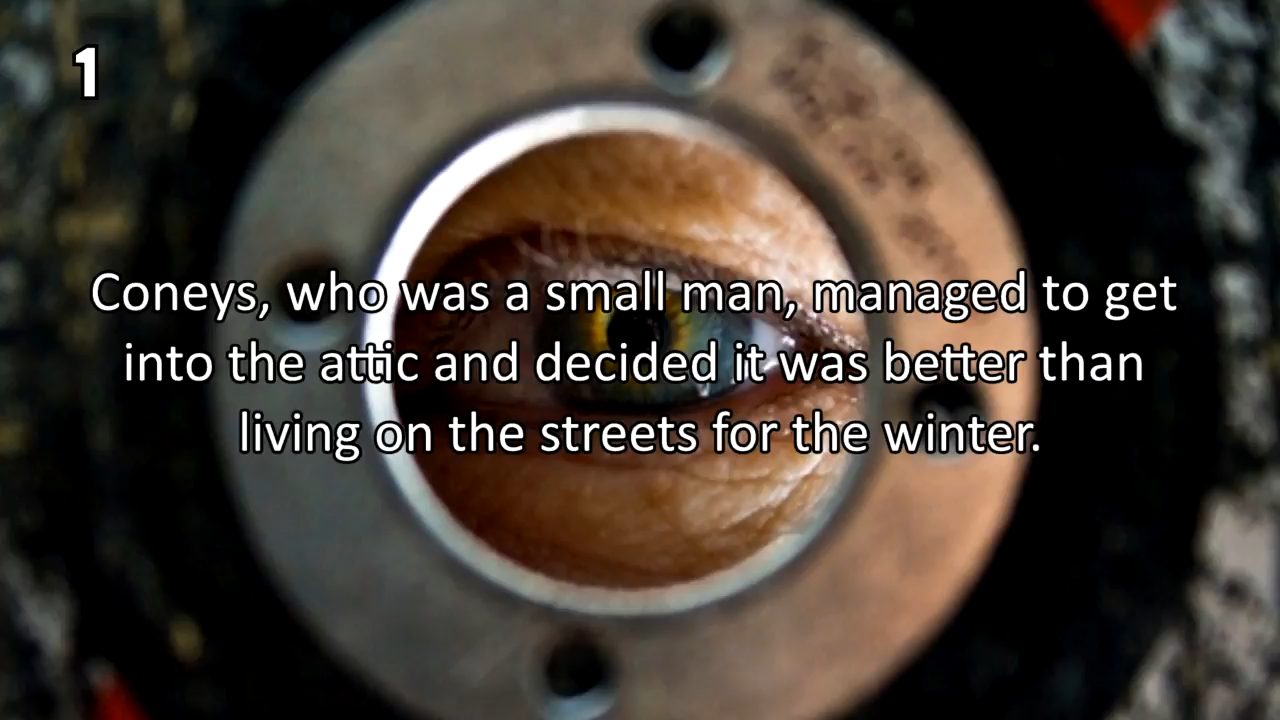 1
Coneys, who was a small man, managed to get
into the attic and decided it was better than
living on the streets for the winter.